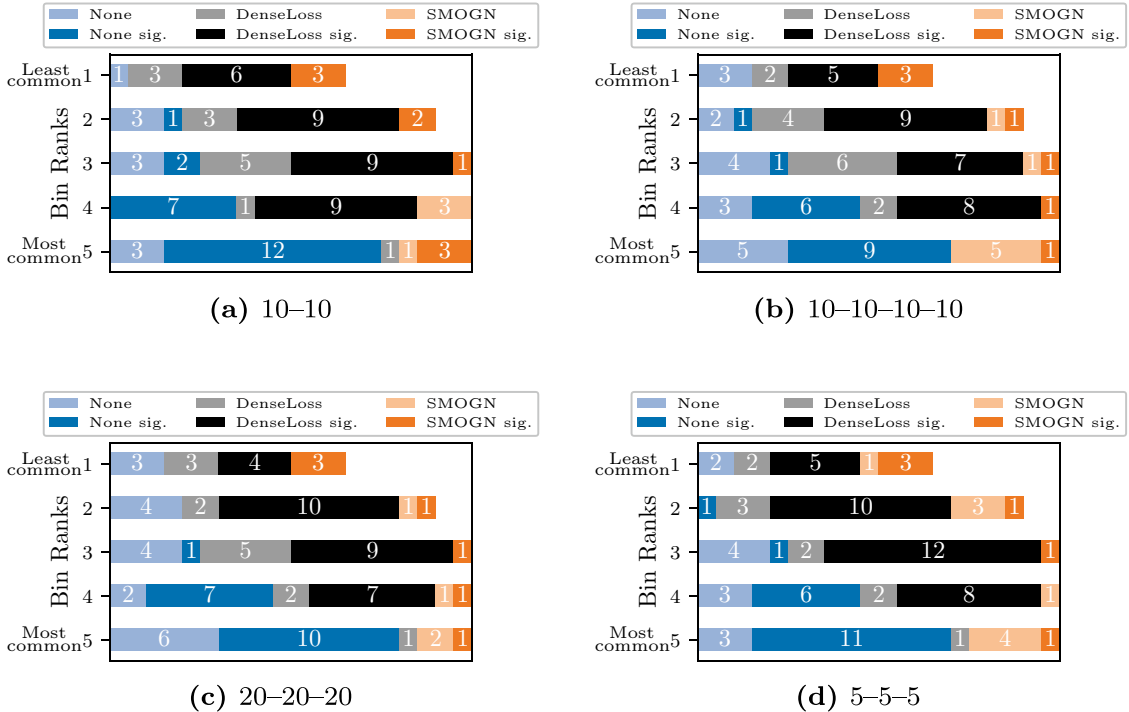 None DenseLoss SMOGN
None sig. DenseLoss sig. SMOGN sig.
Least common 1 1 3 6 3
2 3 1 3 9 2
3 3 2 5 9 1
4 7 1 9 3
Most common 5 3 12 1 1 3
Bin Ranks
(a) 10–10
None DenseLoss SMOGN
None sig. DenseLoss sig. SMOGN sig.
Least common 1 3 2 5 3
2 2 1 4 9 1 1
3 4 1 6 7 1 1
4 3 6 2 8 1
Most common 5 5 9 5 1
Bin Ranks
(b) 10–10–10–10
None DenseLoss SMOGN
None sig. DenseLoss sig. SMOGN sig.
Least common 1 3 3 4 3
2 4 2 10 1 1
3 4 1 5 9 1
4 2 7 2 7 1 1
Most common 5 6 10 1 2 1
Bin Ranks
(c) 20–20–20
None DenseLoss SMOGN
None sig. DenseLoss sig. SMOGN sig.
Least common 1 2 2 5 1 3
2 1 3 10 3 1
3 4 1 2 12 1
4 3 6 2 8 1
Most common 5 3 11 1 4 1
Bin Ranks
(d) 5–5–5